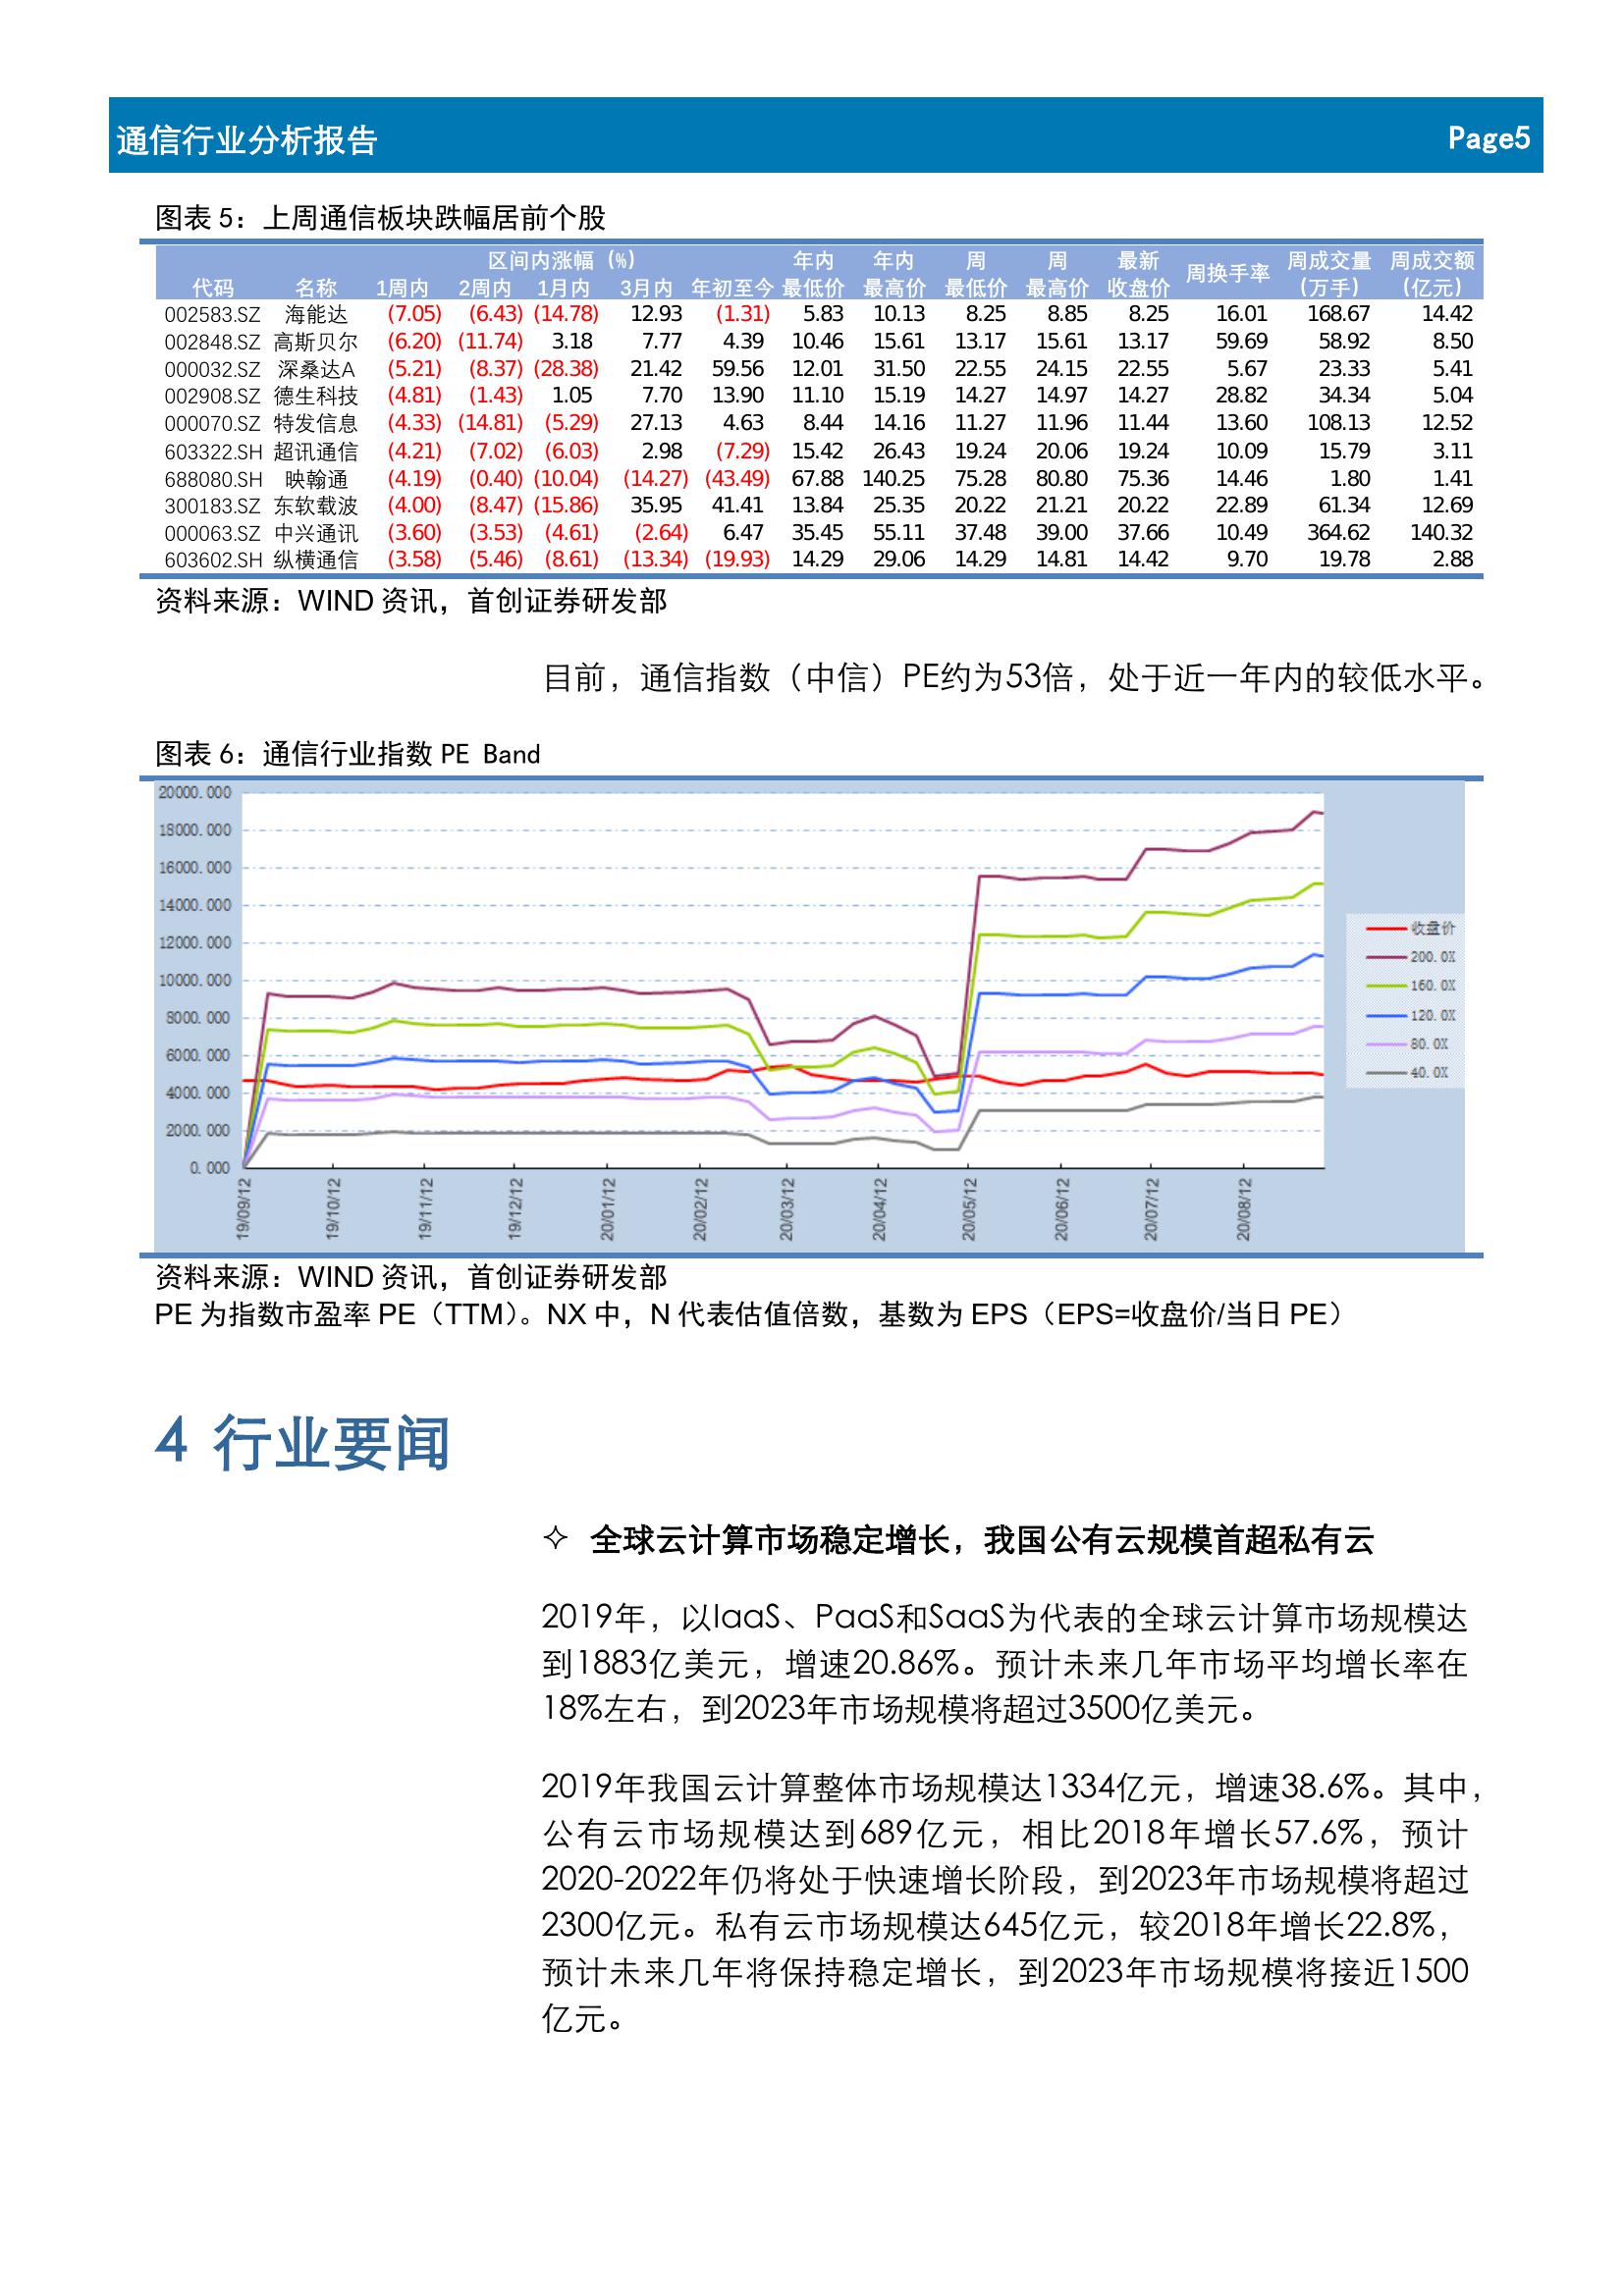 通信行业分析报告 Page5
图表 5：上周通信板块跌幅居前个股
区间内涨幅（%） 年内 年内 周 周 最新 周换手率 周成交量 周成交额
代码 名称 1周内 2周内 1月内 3月内 年初至今 最低价 最高价 最低价 最高价 收盘价 （万手） （亿元）
002583.SZ 海能达 (7.05) (6.43) (14.78) 12.93 (1.31) 5.83 10.13 8.25 8.85 8.25 16.01 168.67 14.42
002848.SZ 高斯贝尔 (6.20) (11.74) 3.18 7.77 4.39 10.46 15.61 13.17 15.61 13.17 59.69 58.92 8.50
000032.SZ 深桑达A (5.21) (8.37) (28.38) 21.42 59.56 12.01 31.50 22.55 24.15 22.55 5.67 23.33 5.41
002908.SZ 德生科技 (4.81) (1.43) 1.05 7.70 13.90 11.10 15.19 14.27 14.97 14.27 28.82 34.34 5.04
000070.SZ 特发信息 (4.33) (14.81) (5.29) 27.13 4.63 8.44 14.16 11.27 11.96 11.44 13.60 108.13 12.52
603322.SH 超讯通信 (4.21) (7.02) (6.03) 2.98 (7.29) 15.42 26.43 19.24 20.06 19.24 10.09 15.79 3.11
688080.SH 映翰通 (4.19) (0.40) (10.04) (14.27) (43.49) 67.88 140.25 75.28 80.80 75.36 14.46 1.80 1.41
300183.SZ 东软载波 (4.00) (8.47) (15.86) 35.95 41.41 13.84 25.35 20.22 21.21 20.22 22.89 61.34 12.69
000063.SZ 中兴通讯 (3.60) (3.53) (4.61) (2.64) 6.47 35.45 55.11 37.48 39.00 37.66 10.49 364.62 140.32
603602.SH 纵横通信 (3.58) (5.46) (8.61) (13.34) (19.93) 14.29 29.06 14.29 14.81 14.42 9.70 19.78 2.88
资料来源：WIND 资讯，首创证券研发部
目前，通信指数（中信）PE约为53倍，处于近一年内的较低水平。
图表 6：通信行业指数 PE Band
20000.000
18000.000
16000.000
14000.000
12000.000
10000.000
8000.000
6000.000
4000.000
2000.000
0.000
19/09/12 19/10/12 19/11/12 19/12/12 20/01/12 20/02/12 20/03/12 20/04/12 20/05/12 20/06/12 20/07/12 20/08/12
收盘价
200.0X
160.0X
120.0X
80.0X
40.0X
资料来源：WIND 资讯，首创证券研发部
PE 为指数市盈率 PE（TTM）。NX 中，N 代表估值倍数，基数为 EPS（EPS=收盘价/当日 PE）
4 行业要闻
✧ 全球云计算市场稳定增长，我国公有云规模首超私有云
2019年，以IaaS、PaaS和SaaS为代表的全球云计算市场规模达
到1883亿美元，增速20.86%。预计未来几年市场平均增长率在
18%左右，到2023年市场规模将超过3500亿美元。
2019年我国云计算整体市场规模达1334亿元，增速38.6%。其中，
公有云市场规模达到689亿元，相比2018年增长57.6%，预计
2020-2022年仍将处于快速增长阶段，到2023年市场规模将超过
2300亿元。私有云市场规模达645亿元，较2018年增长22.8%，
预计未来几年将保持稳定增长，到2023年市场规模将接近1500
亿元。